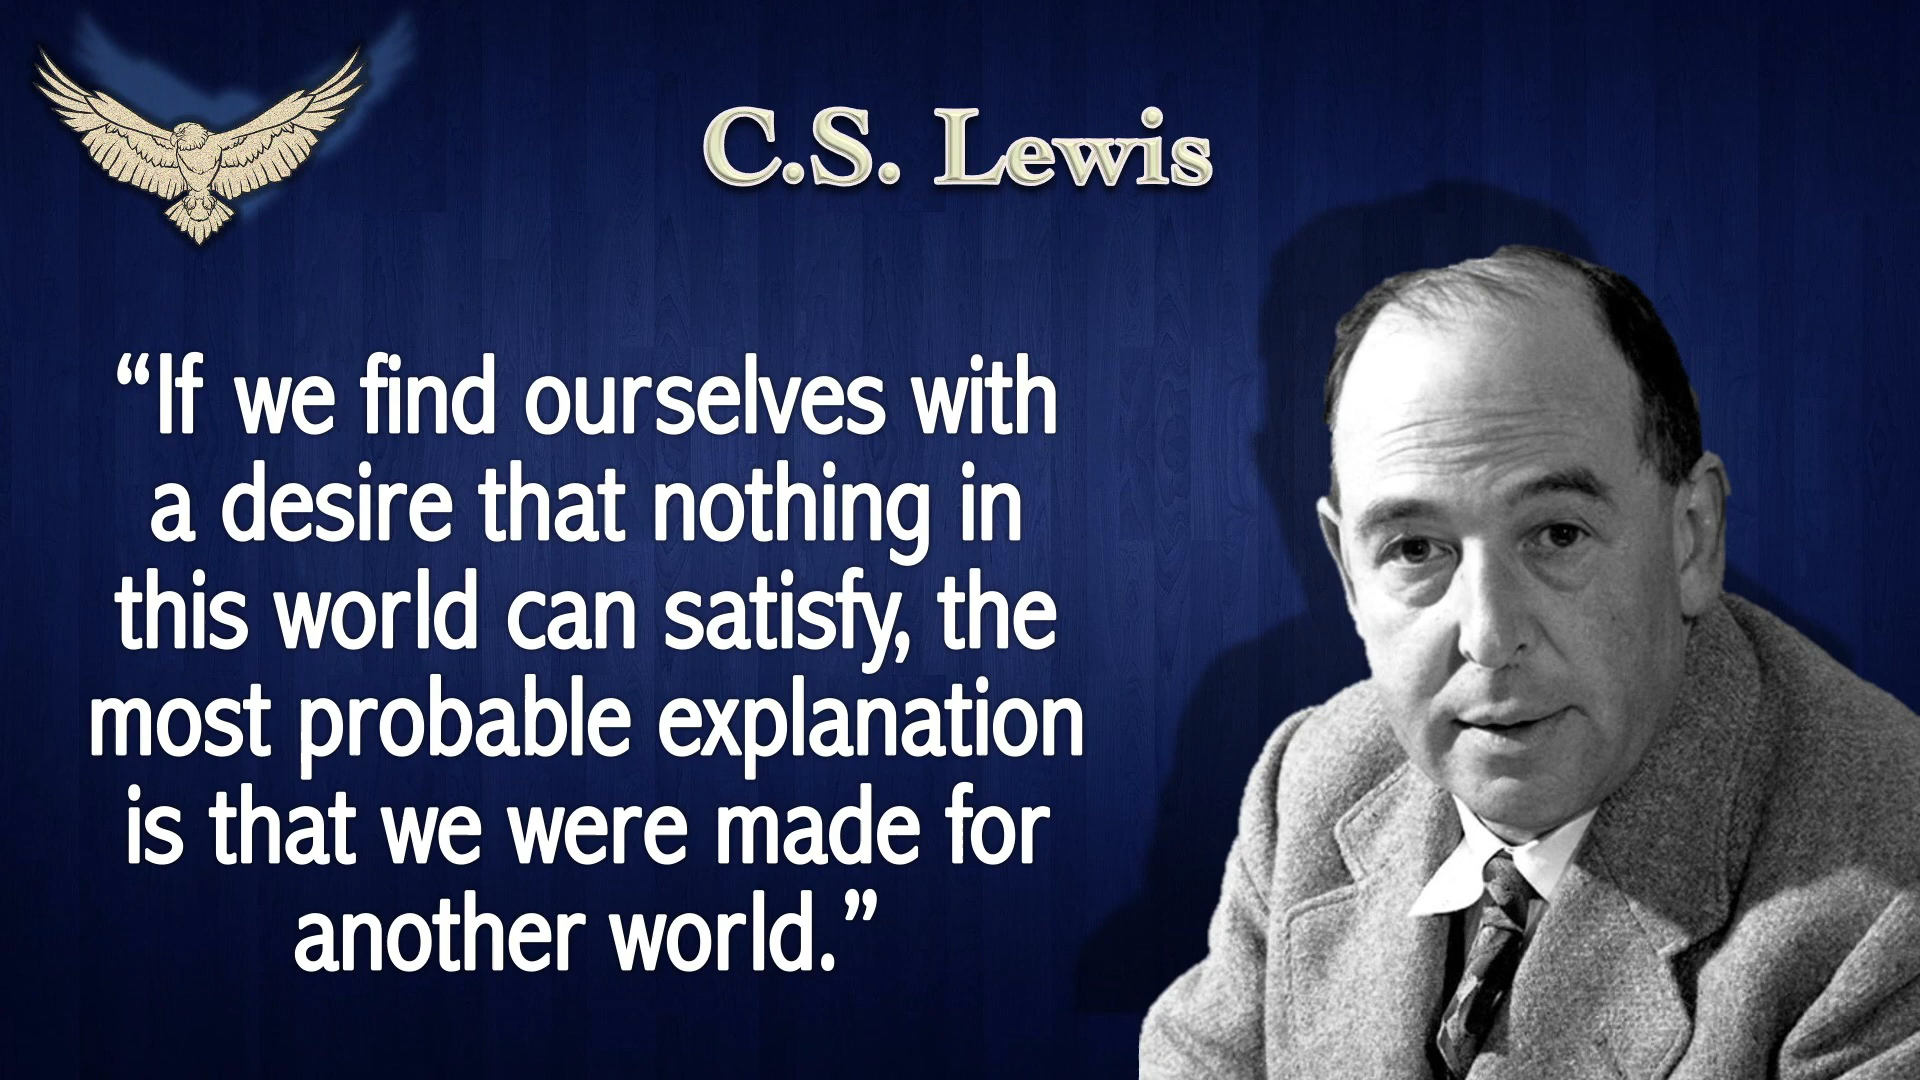 C.S. Lewis
“If we find ourselves with
a desire that nothing in
this world can satisfy, the
most probable explanation
is that we were made for
another world.”